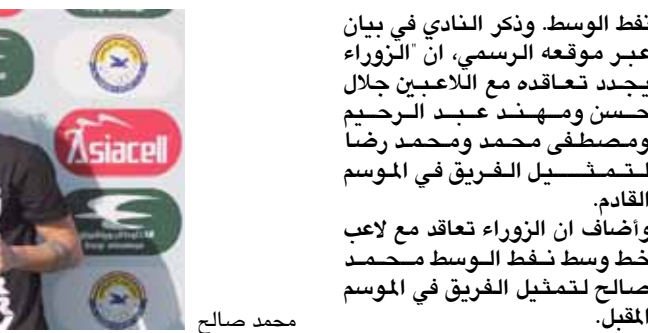 نفط الوسط. وذكر النادي في بيان
عبر موقعه الرسمي، ان "الزوراء
يجدد تعاقده مع اللاعبين جلال
حسن ومهند عبد الرحيم
ومصطفى محمد ومحمد رضا
لتمثيل الفريق في الموسم
القادم.
وأضاف ان الزوراء تعاقد مع لاعب
خط وسط نفط الوسط محمد
صالح لتمثيل الفريق في الموسم
المقبل.
محمد صالح
Asiacell